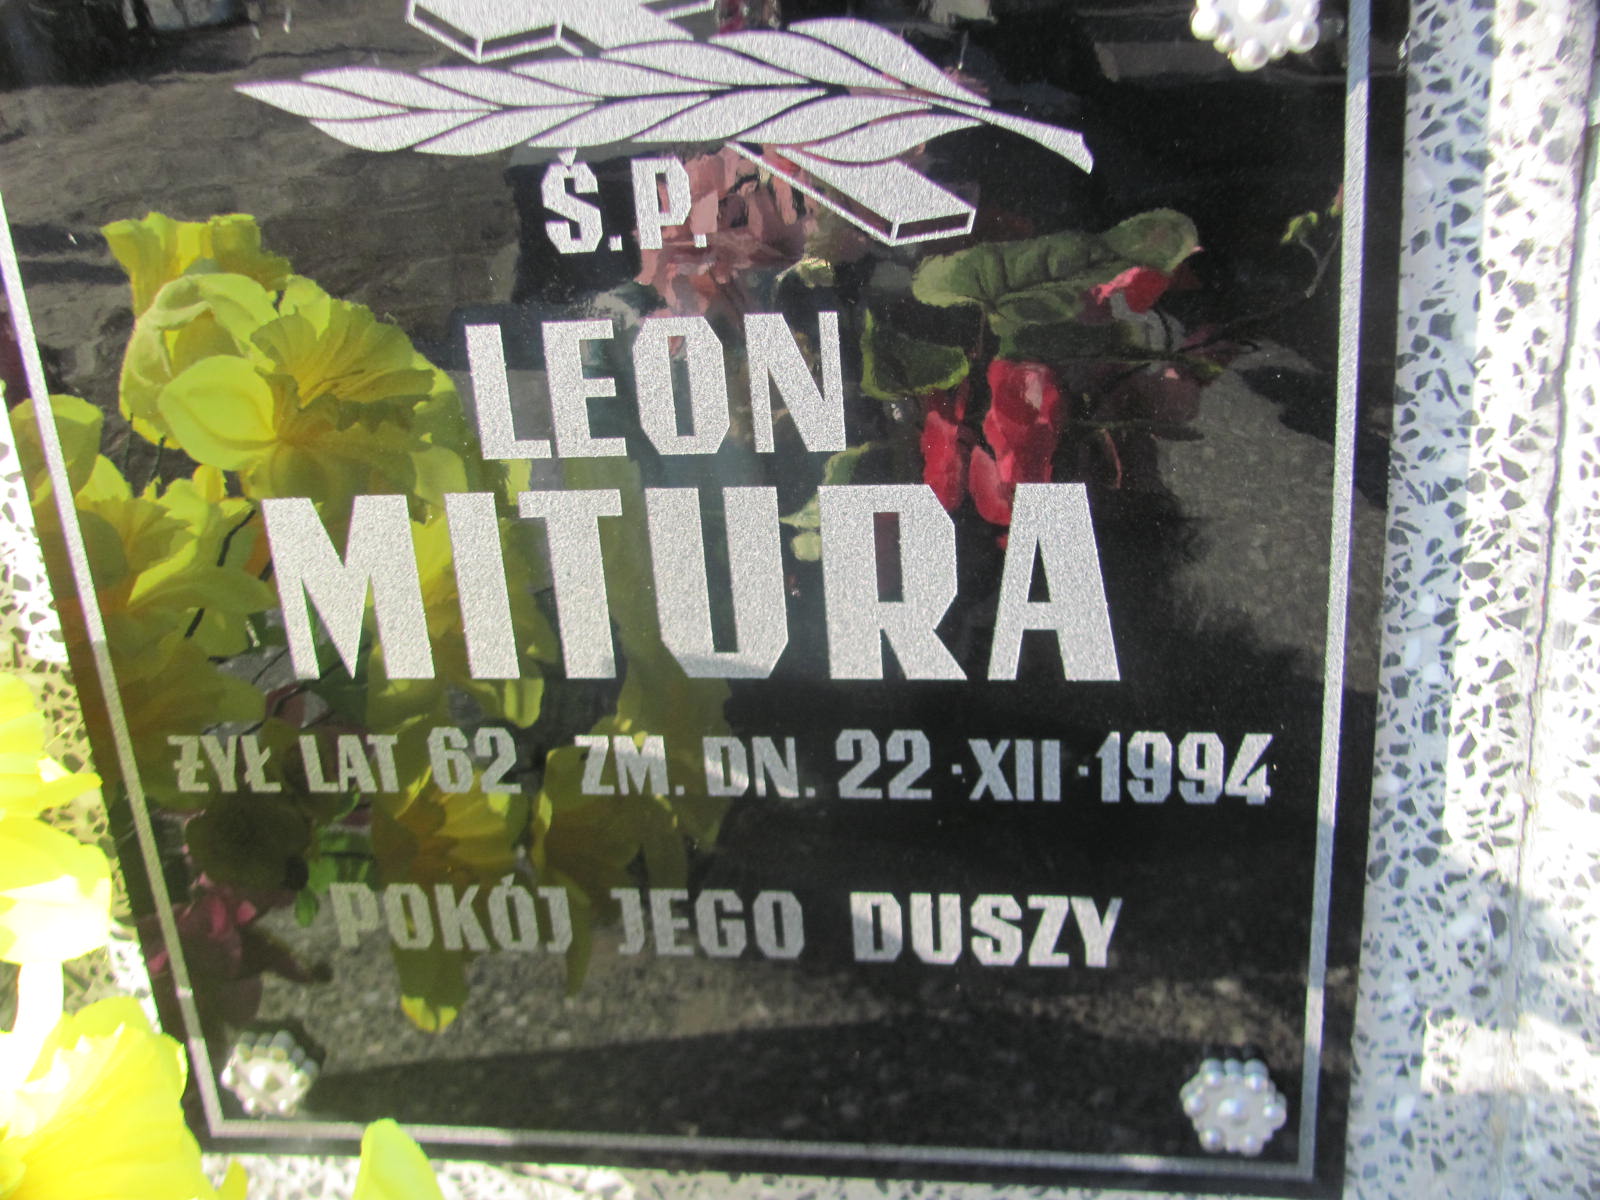 Ś.P.
LEON
MITURA
ŻYŁ LAT 62 ZM. DN. 22 ·XII·1994
POKÓJ JEGO DUSZY